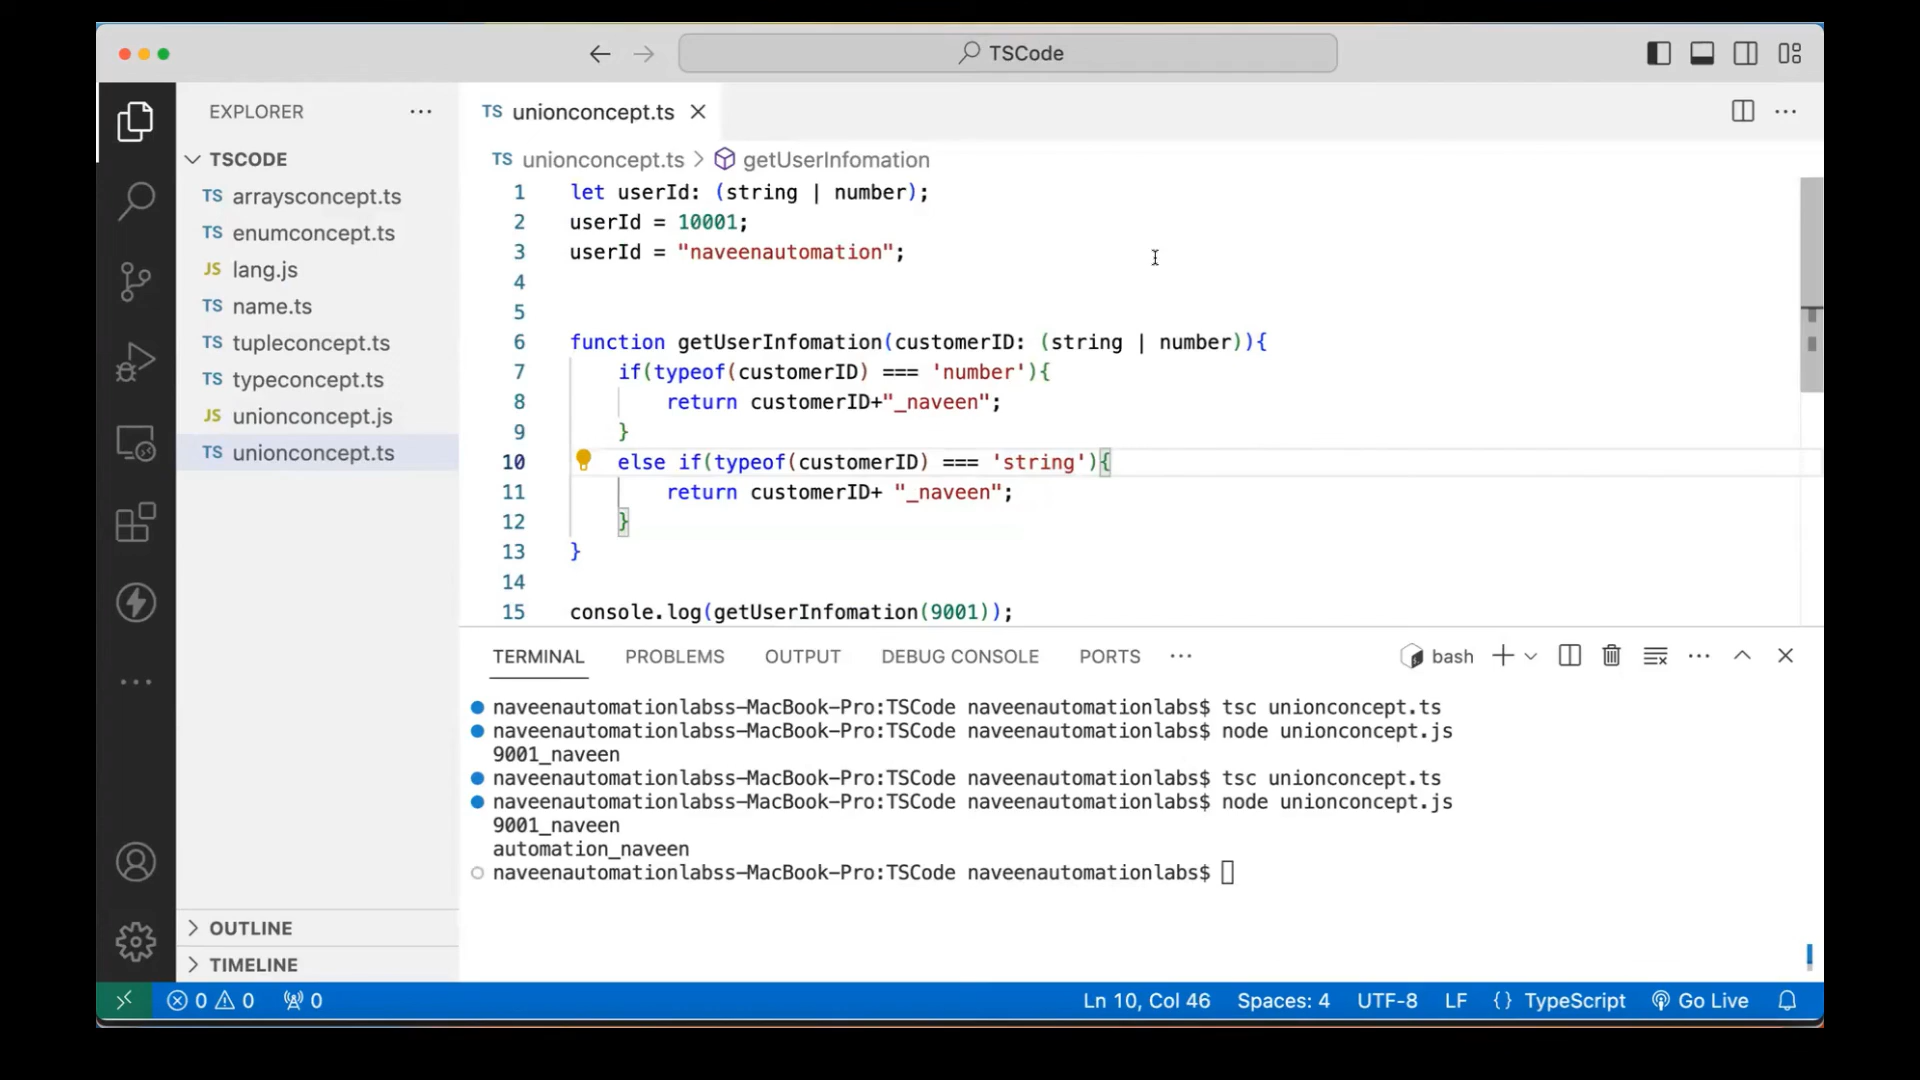 TSCode
EXPLORER
TSCODE
TS arraysconcept.ts
TS enumconcept.ts
JS lang.js
TS name.ts
TS tupleconcept.ts
TS typeconcept.ts
JS unionconcept.js
TS unionconcept.ts
OUTLINE
TIMELINE
TS unionconcept.ts
TS unionconcept.ts > getUserInfomation
1 let userId: (string | number);
2 userId = 10001;
3 userId = "naveenautomation";
4
5
6 function getUserInfomation(customerID: (string | number)){
7 if(typeof(customerID) === 'number'){
8 return customerID+"_naveen";
9 }
10 else if(typeof(customerID) === 'string'){
11 return customerID+ "_naveen";
12 }
13 }
14
15 console.log(getUserInfomation(9001));
TERMINAL PROBLEMS OUTPUT DEBUG CONSOLE PORTS bash
naveenautomationlabss-MacBook-Pro:TSCode naveenautomationlabs$ tsc unionconcept.ts
naveenautomationlabss-MacBook-Pro:TSCode naveenautomationlabs$ node unionconcept.js
9001_naveen
naveenautomationlabss-MacBook-Pro:TSCode naveenautomationlabs$ tsc unionconcept.ts
naveenautomationlabss-MacBook-Pro:TSCode naveenautomationlabs$ node unionconcept.js
9001_naveen
automation_naveen
naveenautomationlabss-MacBook-Pro:TSCode naveenautomationlabs$
0 0 0 Ln 10, Col 46 Spaces: 4 UTF-8 LF {} TypeScript Go Live